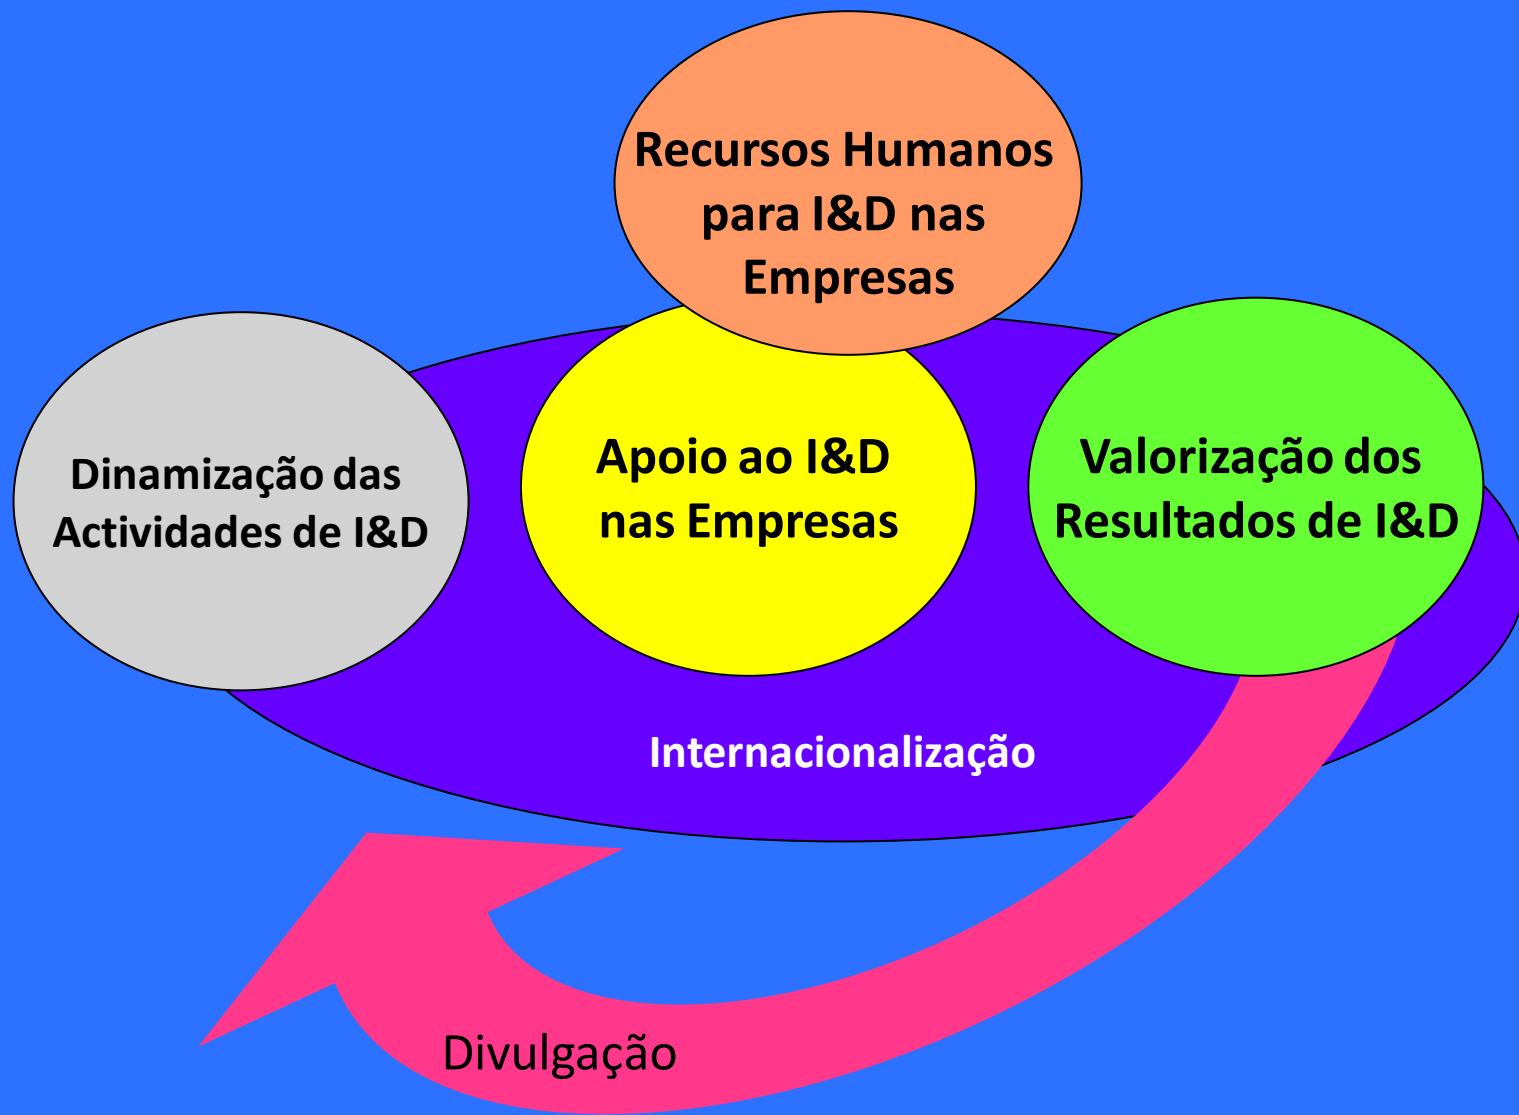 Recursos Humanos
para I&D nas
Empresas
Dinamização das
Actividades de I&D
Apoio ao I&D
nas Empresas
Valorização dos
Resultados de I&D
Internacionalização
Divulgação